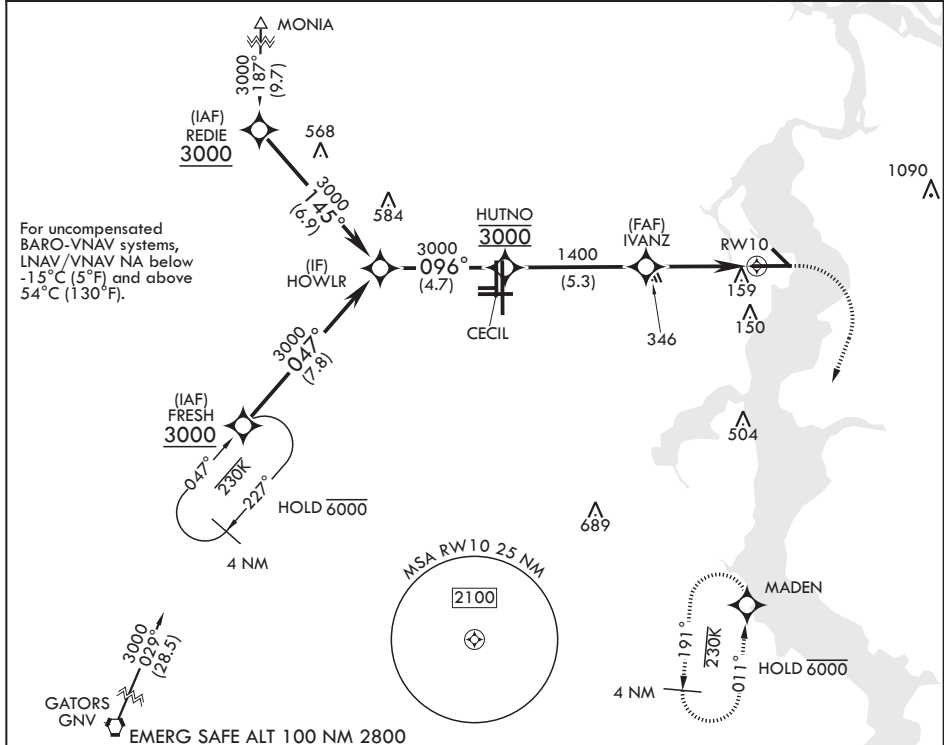 MONIA
3000
187°
(9.7)
(IAF)
REDIE
3000
568
3000
145°
(6.9)
584
1090
For uncompensated
BARO-VNAV systems,
LNAV/VNAV NA below
-15°C (5°F) and above
54°C (130°F).
(IF)
HOWLR
3000
096°
(4.7)
HUTNO
3000
CECIL
1400
(5.3)
(FAF)
IVANZ
346
RW10
159
150
3000
047°
(7.8)
(IAF)
FRESH
3000
047°
230K
227°
HOLD 6000
4 NM
504
689
MSA RW10 25 NM
2100
MADEN
191°
230K
011°
HOLD 6000
4 NM
3000
029°
(28.5)
GATORS
GNV
EMERG SAFE ALT 100 NM 2800